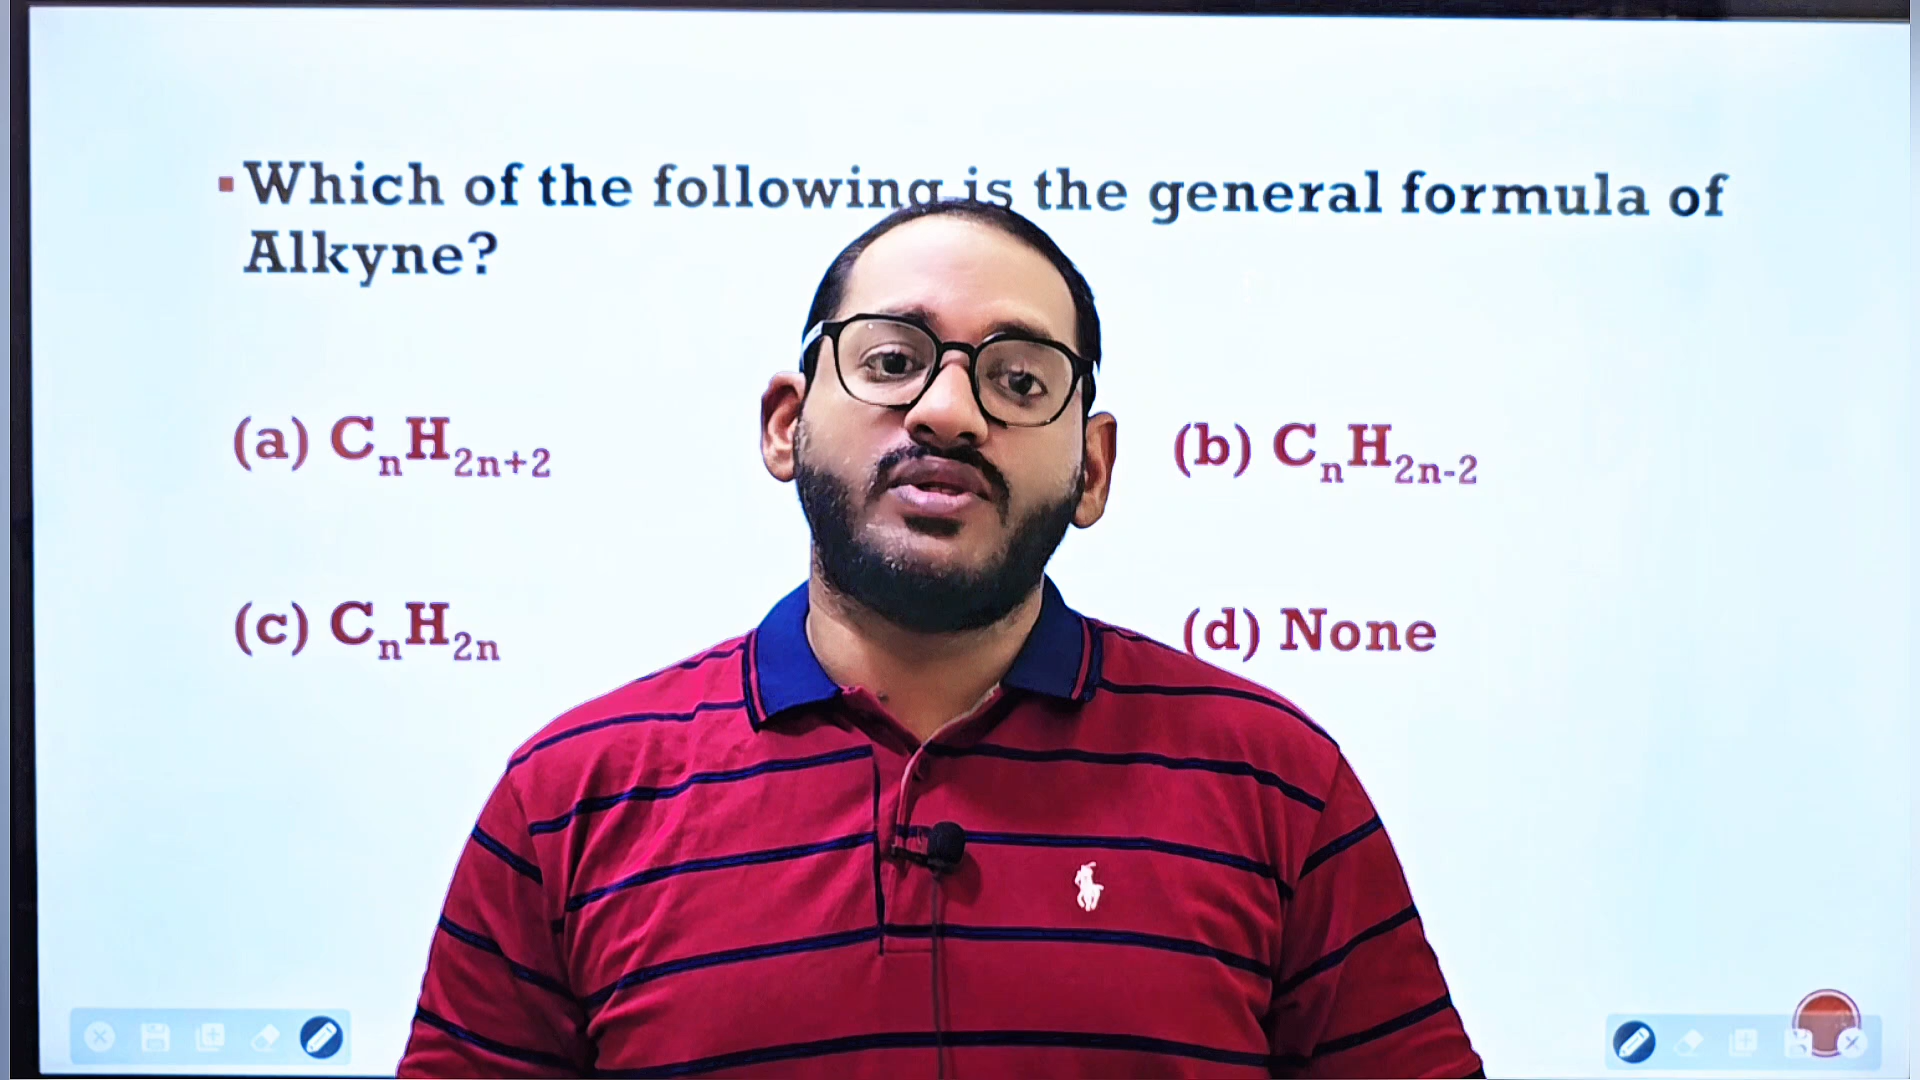 ▪Which of the following is the general formula of
Alkyne?
(a) CₙH₂ₙ₊₂
(b) CₙH₂ₙ₋₂
(c) CₙH₂ₙ
(d) None